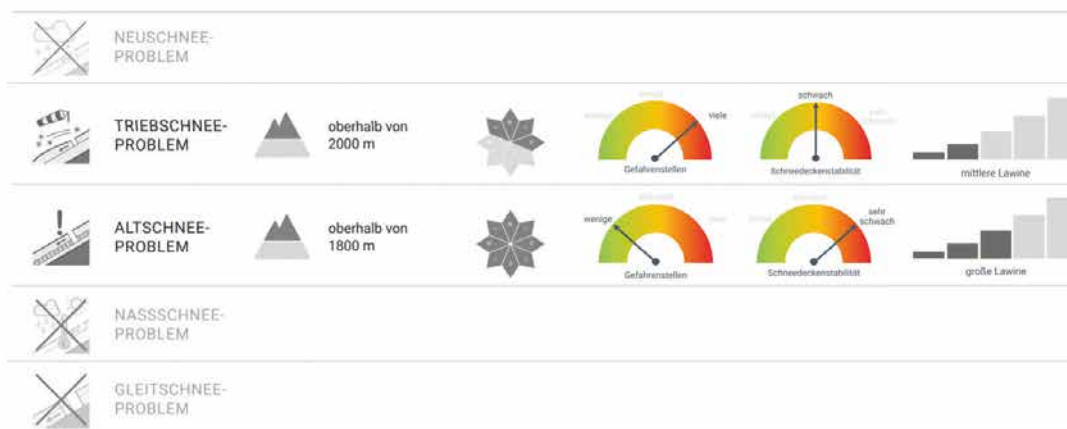 NEUSCHNEE-
PROBLEM
TRIEBSCHNEE-
PROBLEM
oberhalb von
2000 m
viele
Gefahrenstellen
schwach
Schneedeckenstabilität
mittlere Lawine
ALTSCHNEE-
PROBLEM
oberhalb von
1800 m
wenige
Gefahrenstellen
sehr
schwach
Schneedeckenstabilität
große Lawine
NASSSCHNEE-
PROBLEM
GLEITSCHNEE-
PROBLEM